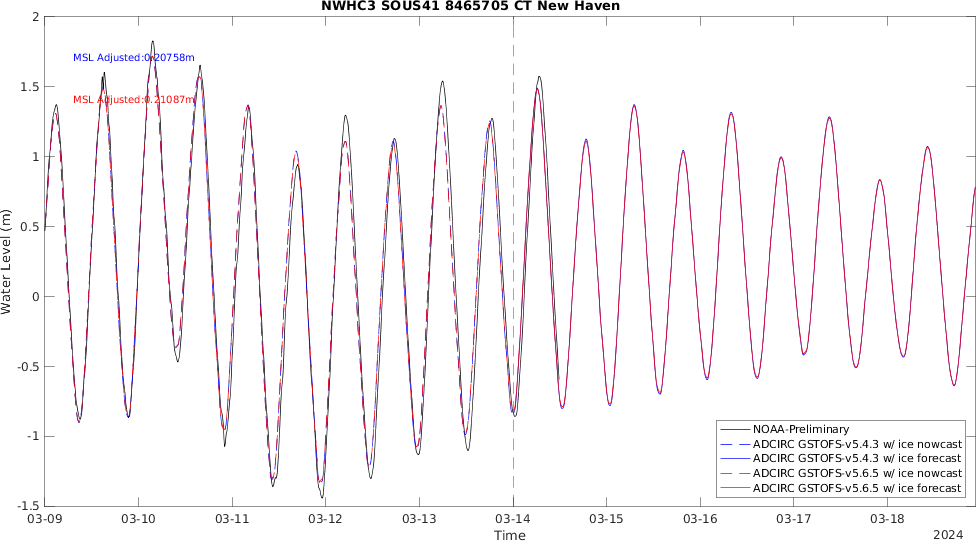 NWHC3 SOUS41 8465705 CT New Haven
MSL Adjusted:0.20758m
MSL Adjusted:0.21087m
Water Level (m)
2
1.5
1
0.5
0
-0.5
-1
-1.5
NOAA-Preliminary
ADCIRC GSTOFS-v5.4.3 w/ ice nowcast
ADCIRC GSTOFS-v5.4.3 w/ ice forecast
ADCIRC GSTOFS-v5.6.5 w/ ice nowcast
ADCIRC GSTOFS-v5.6.5 w/ ice forecast
03-09 03-10 03-11 03-12 03-13 03-14 03-15 03-16 03-17 03-18
Time
2024